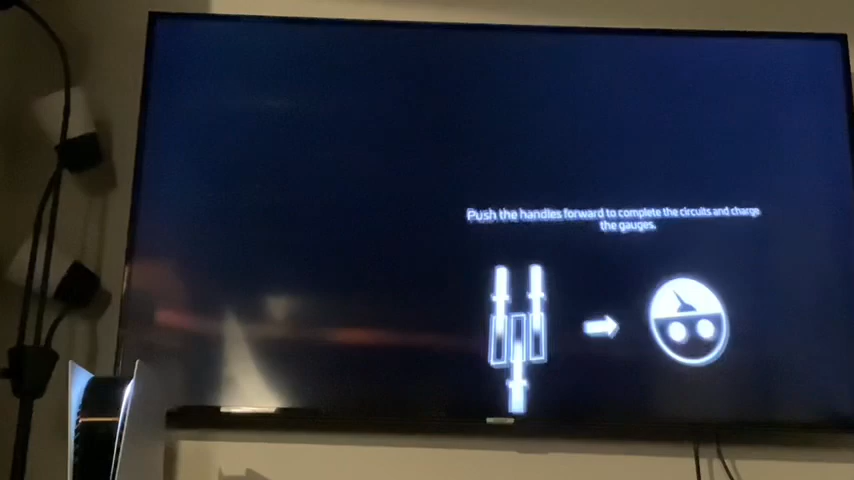 Push the handles forward to complete the circuits and charge
the gauges.